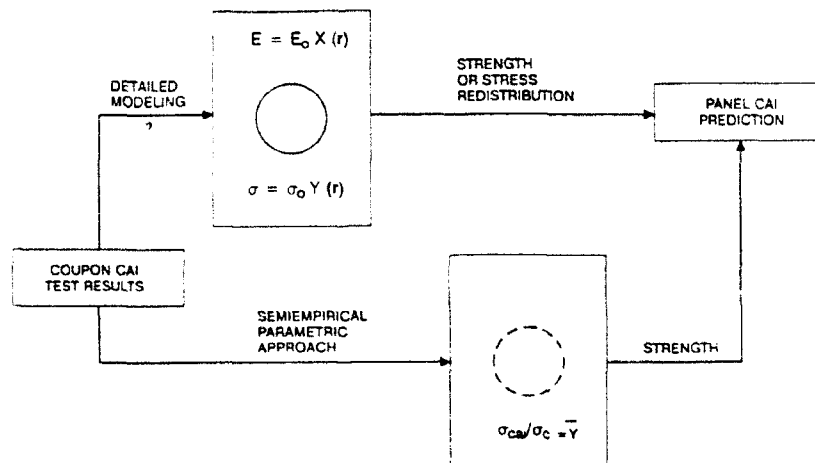 E = E₀ X (r)
DETAILED
MODELING
?
STRENGTH
OR STRESS
REDISTRIBUTION
PANEL CAI
PREDICTION
σ = σ₀ Y (r)
COUPON CAI
TEST RESULTS
SEMIEMPIRICAL
PARAMETRIC
APPROACH
STRENGTH
σCAI/σC = Y̅